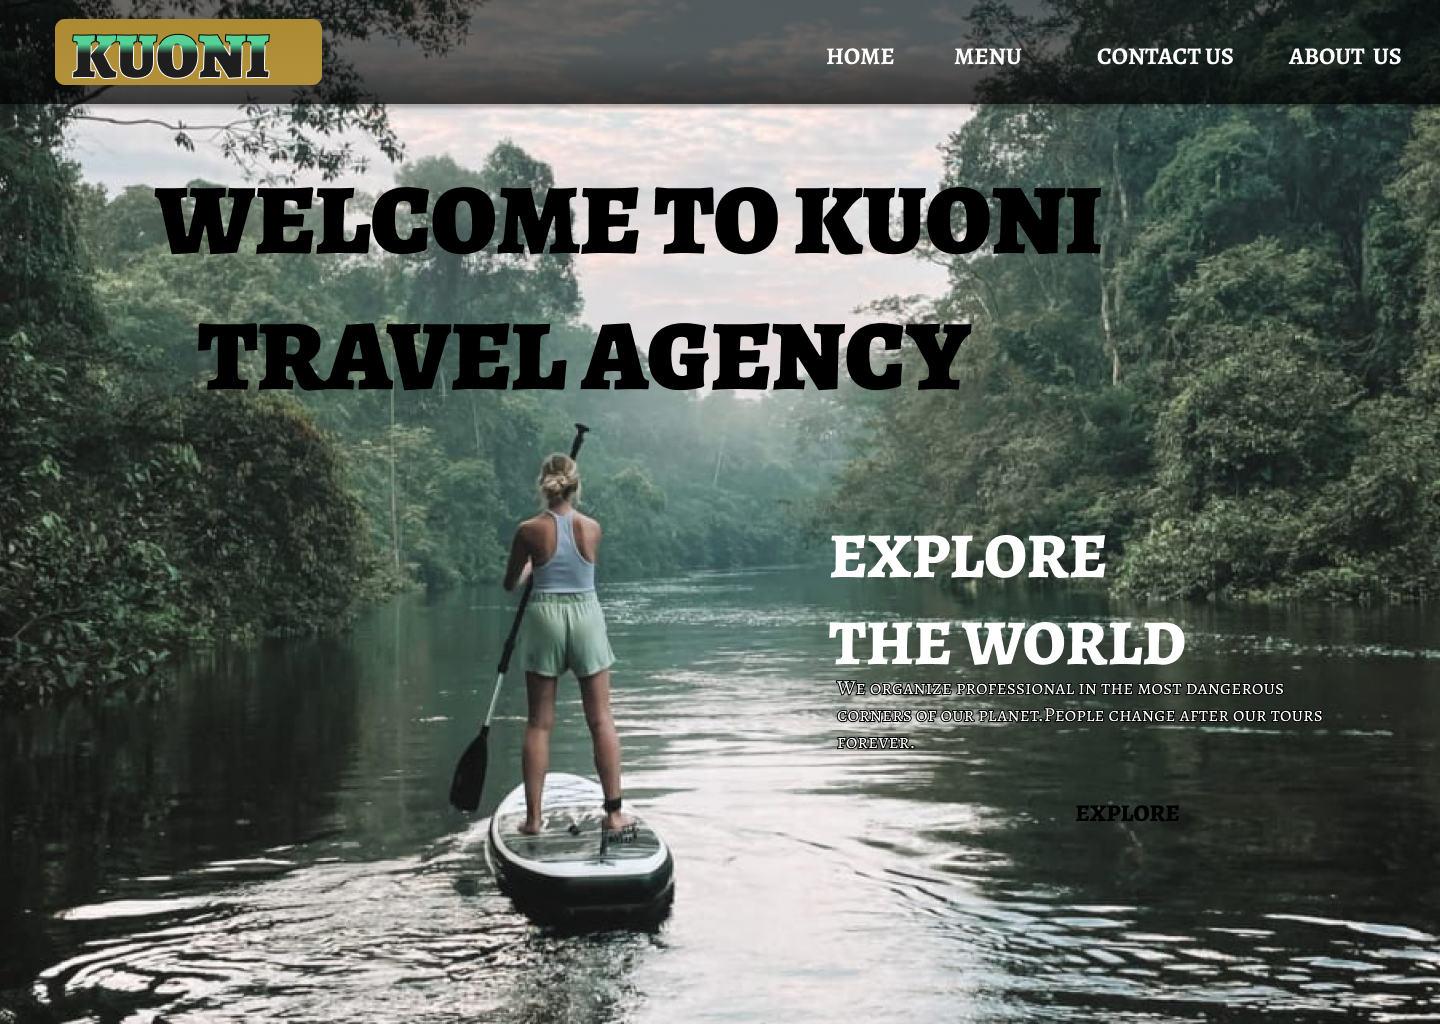 KUONI
HOME MENU CONTACT US ABOUT US
WELCOME TO KUONI
TRAVEL AGENCY
EXPLORE
THE WORLD
We organize professional in the most dangerous
corners of our planet.People change after our tours
forever.
EXPLORE